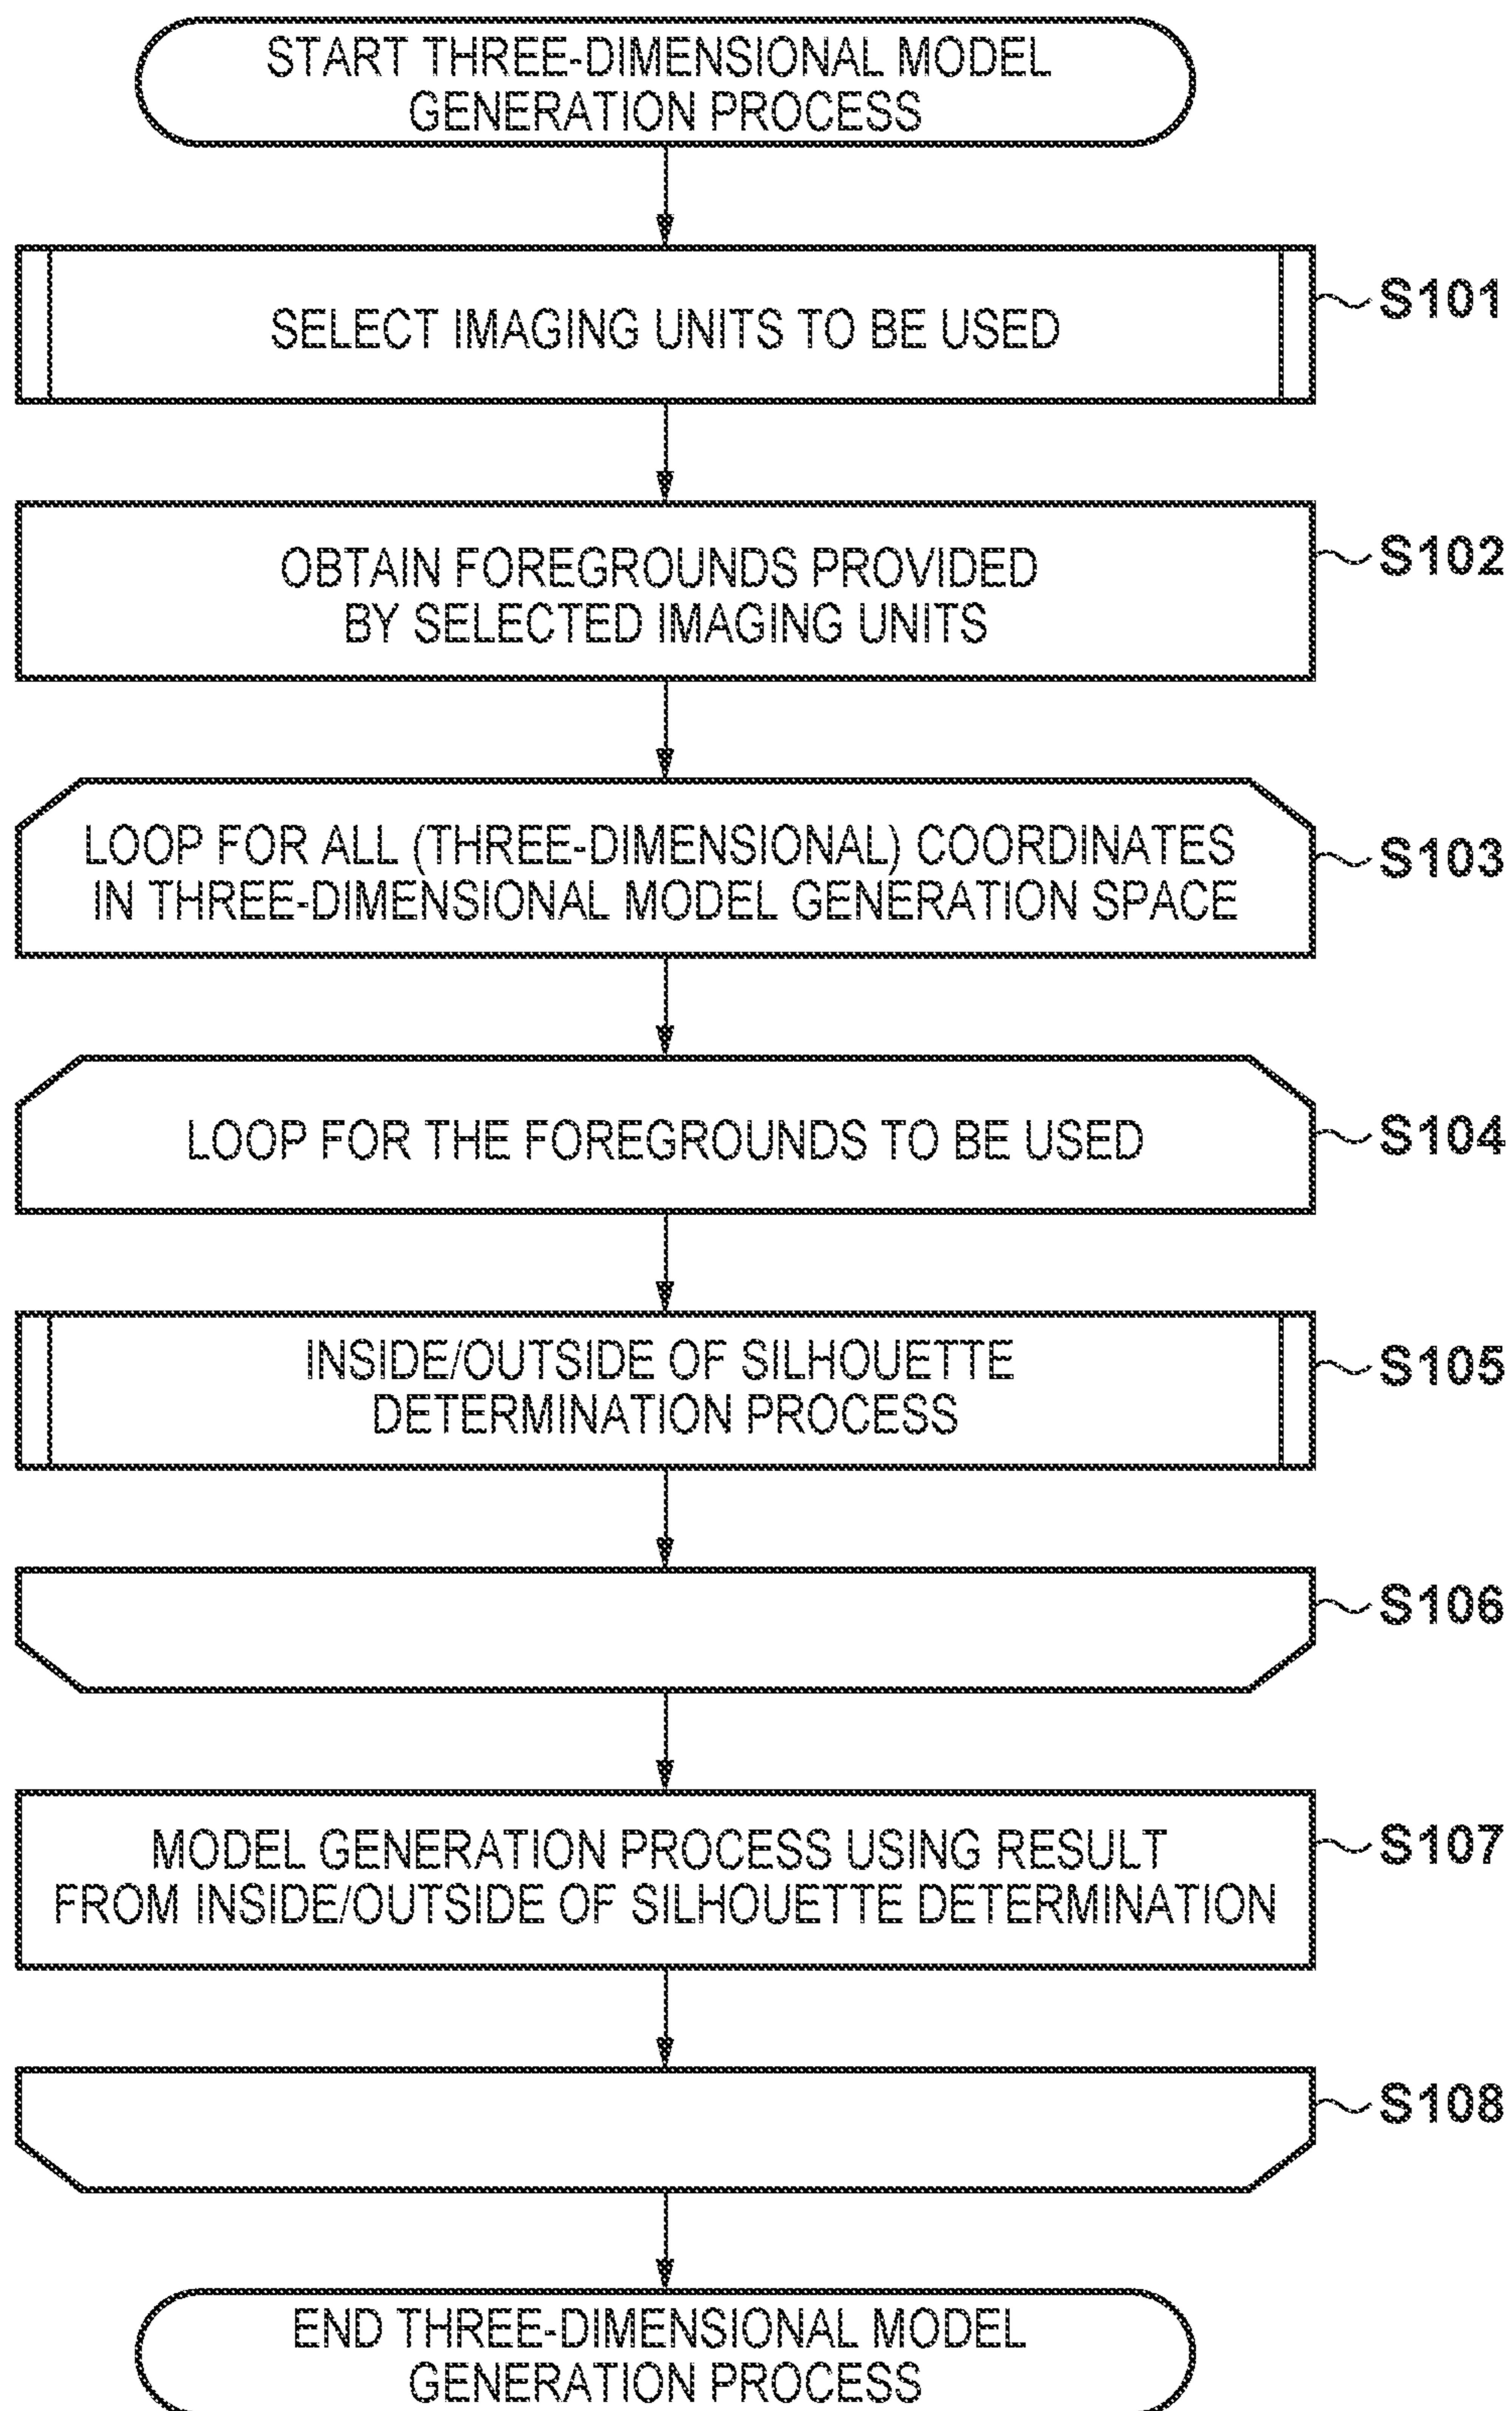 START THREE-DIMENSIONAL MODEL
GENERATION PROCESS
SELECT IMAGING UNITS TO BE USED
S101
OBTAIN FOREGROUNDS PROVIDED
BY SELECTED IMAGING UNITS
S102
LOOP FOR ALL (THREE-DIMENSIONAL) COORDINATES
IN THREE-DIMENSIONAL MODEL GENERATION SPACE
S103
LOOP FOR THE FOREGROUNDS TO BE USED
S104
INSIDE/OUTSIDE OF SILHOUETTE
DETERMINATION PROCESS
S105
S106
MODEL GENERATION PROCESS USING RESULT
FROM INSIDE/OUTSIDE OF SILHOUETTE DETERMINATION
S107
S108
END THREE-DIMENSIONAL MODEL
GENERATION PROCESS